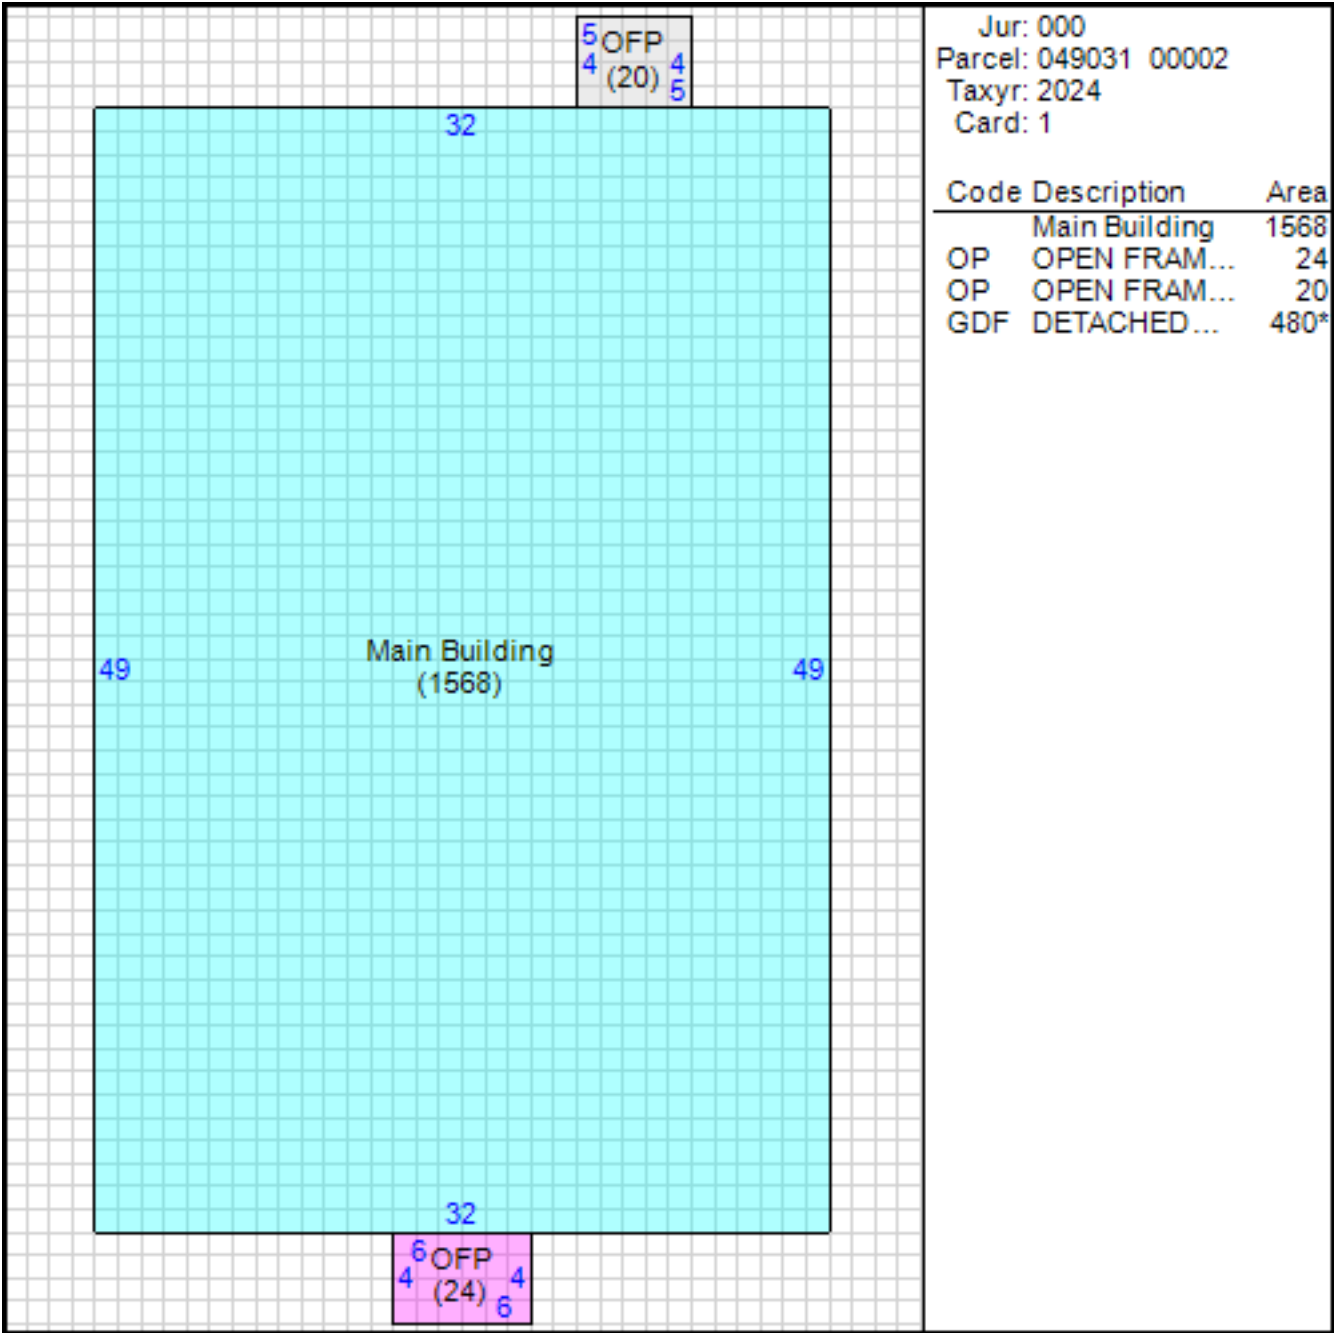 5 OFP
4 (20) 4
5
32
49
Main Building
(1568)
49
32
6 OFP
4 (24) 4
6
Jur: 000
Parcel: 049031 00002
Taxyr: 2024
Card: 1
Code Description Area
Main Building 1568
OP OPEN FRAM... 24
OP OPEN FRAM... 20
GDF DETACHED... 480*